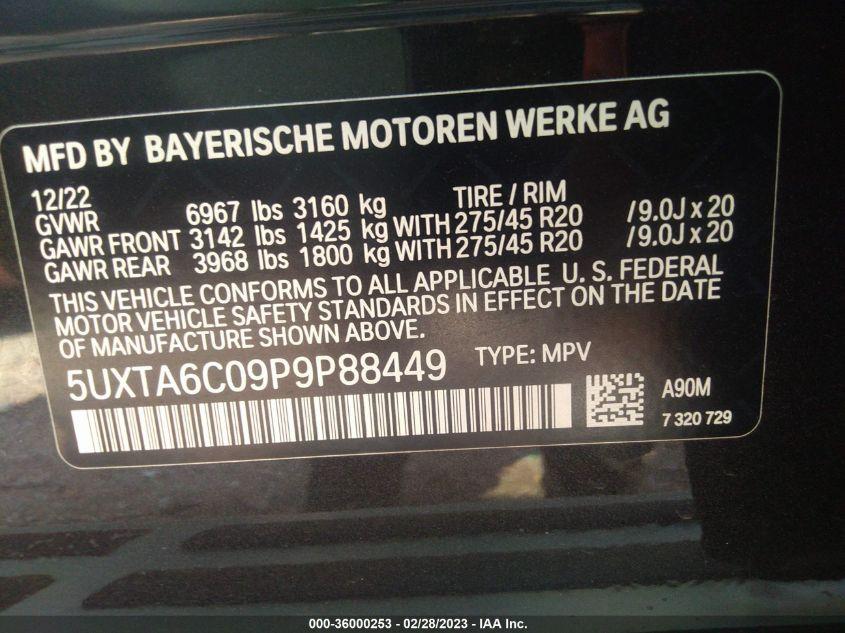 MFD BY BAYERISCHE MOTOREN WERKE AG
12/22 TIRE / RIM
GVWR 6967 lbs 3160 kg
GAWR FRONT 3142 lbs 1425 kg WITH 275/45 R20 / 9.0J x 20
GAWR REAR 3968 lbs 1800 kg WITH 275/45 R20 / 9.0J x 20
THIS VEHICLE CONFORMS TO ALL APPLICABLE U. S. FEDERAL
MOTOR VEHICLE SAFETY STANDARDS IN EFFECT ON THE DATE
OF MANUFACTURE SHOWN ABOVE.
5UXTA6C09P9P88449 TYPE: MPV
A90M
7 320 729
000-36000253 - 02/28/2023 - IAA Inc.